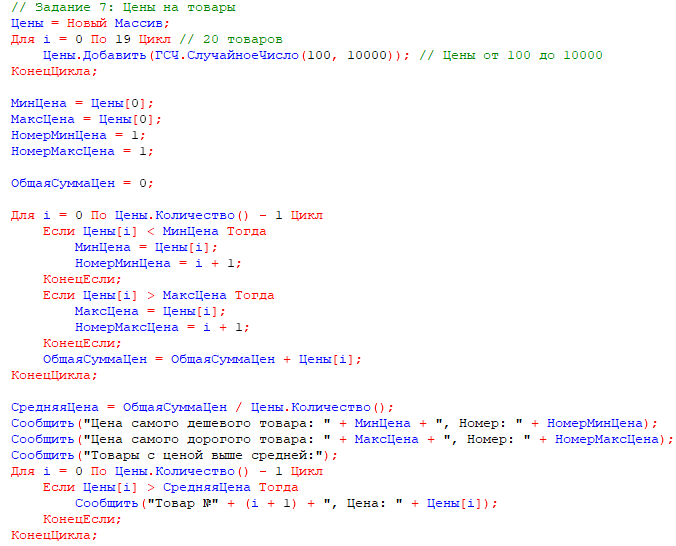 // Задание 7: Цены на товары
Цены = Новый Массив;
Для i = 0 По 19 Цикл // 20 товаров
    Цены.Добавить(ГСЧ.СлучайноеЧисло(100, 10000)); // Цены от 100 до 10000
КонецЦикла;

МинЦена = Цены[0];
МаксЦена = Цены[0];
НомерМинЦена = 1;
НомерМаксЦена = 1;

ОбщаяСуммаЦен = 0;

Для i = 0 По Цены.Количество() - 1 Цикл
    Если Цены[i] < МинЦена Тогда
        МинЦена = Цены[i];
        НомерМинЦена = i + 1;
    КонецЕсли;
    Если Цены[i] > МаксЦена Тогда
        МаксЦена = Цены[i];
        НомерМаксЦена = i + 1;
    КонецЕсли;
    ОбщаяСуммаЦен = ОбщаяСуммаЦен + Цены[i];
КонецЦикла;

СредняяЦена = ОбщаяСуммаЦен / Цены.Количество();
Сообщить("Цена самого дешевого товара: " + МинЦена + ", Номер: " + НомерМинЦена);
Сообщить("Цена самого дорогого товара: " + МаксЦена + ", Номер: " + НомерМаксЦена);
Сообщить("Товары с ценой выше средней:");
Для i = 0 По Цены.Количество() - 1 Цикл
    Если Цены[i] > СредняяЦена Тогда
        Сообщить("Товар №" + (i + 1) + ", Цена: " + Цены[i]);
    КонецЕсли;
КонецЦикла;